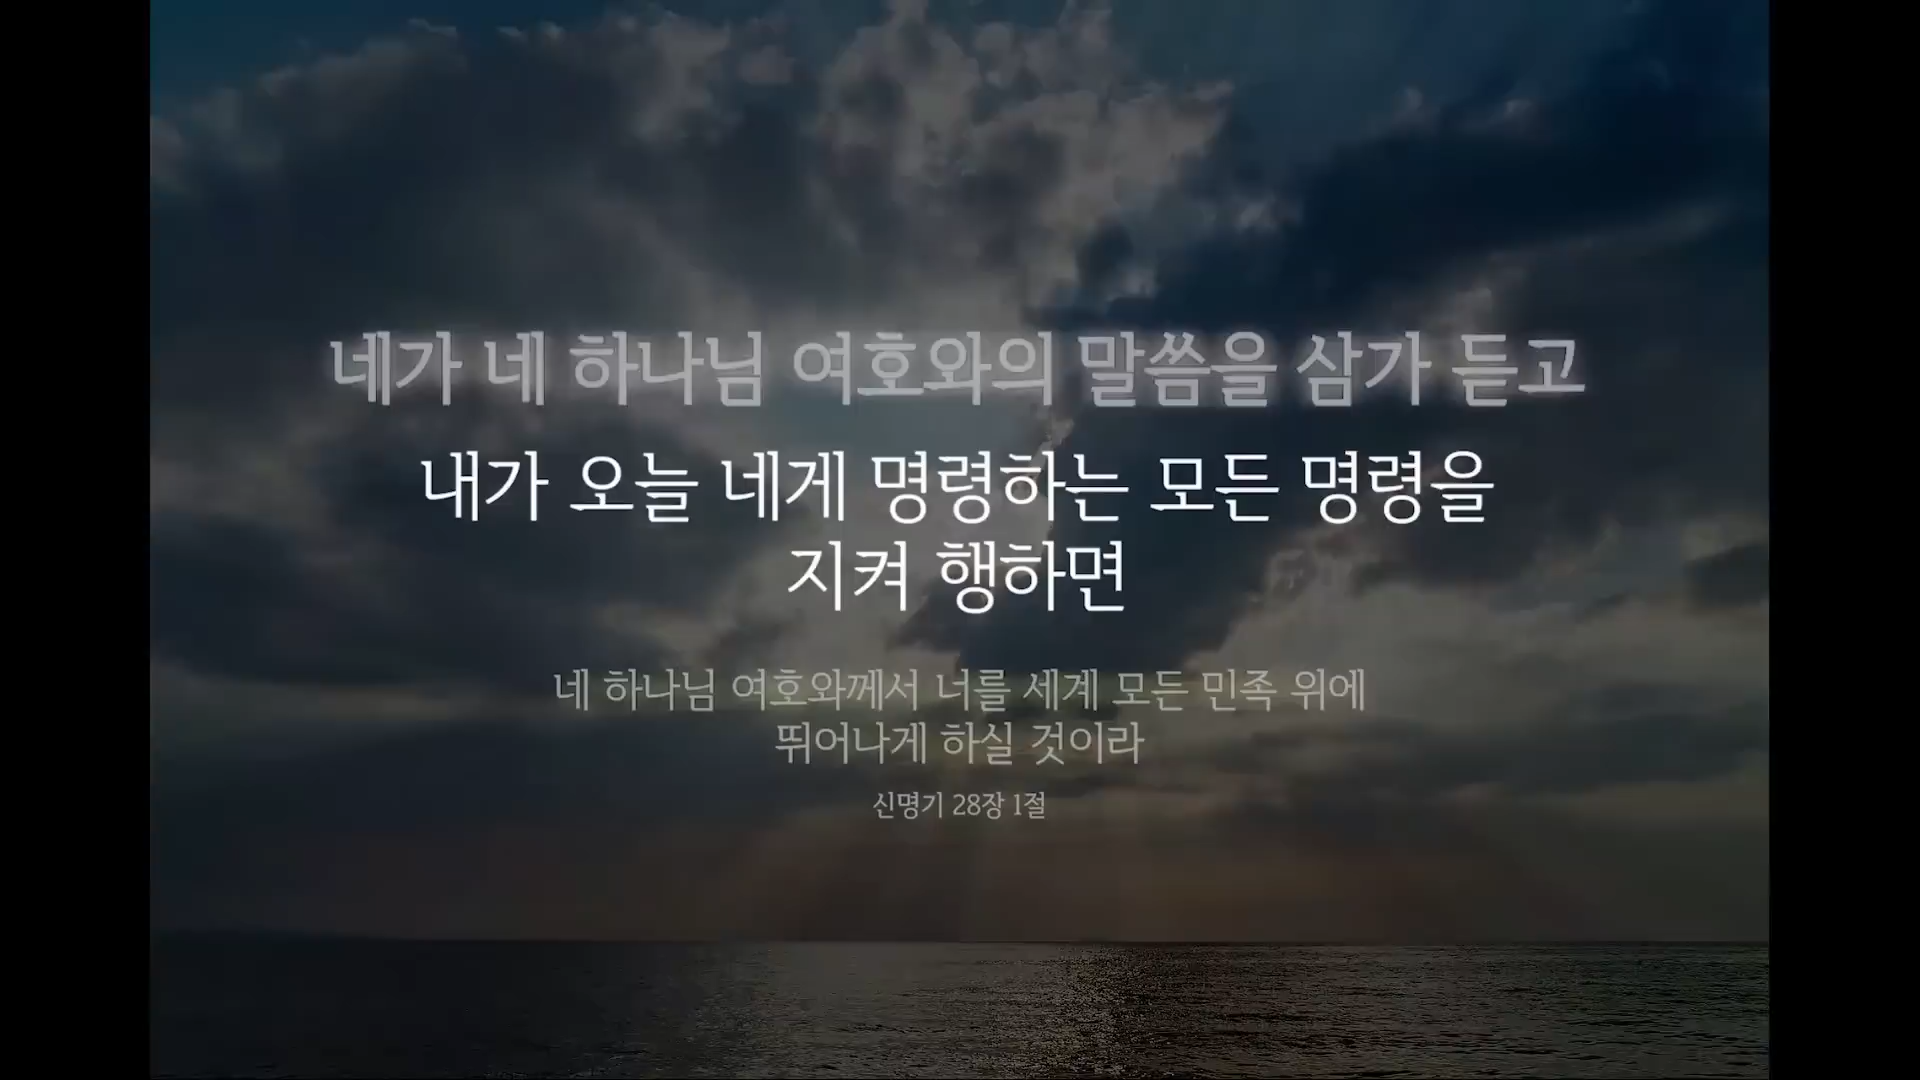 네가 네 하나님 여호와의 말씀을 삼가 듣고
내가 오늘 네게 명령하는 모든 명령을
지켜 행하면
네 하나님 여호와께서 너를 세계 모든 민족 위에
뛰어나게 하실 것이라
신명기 28장 1절